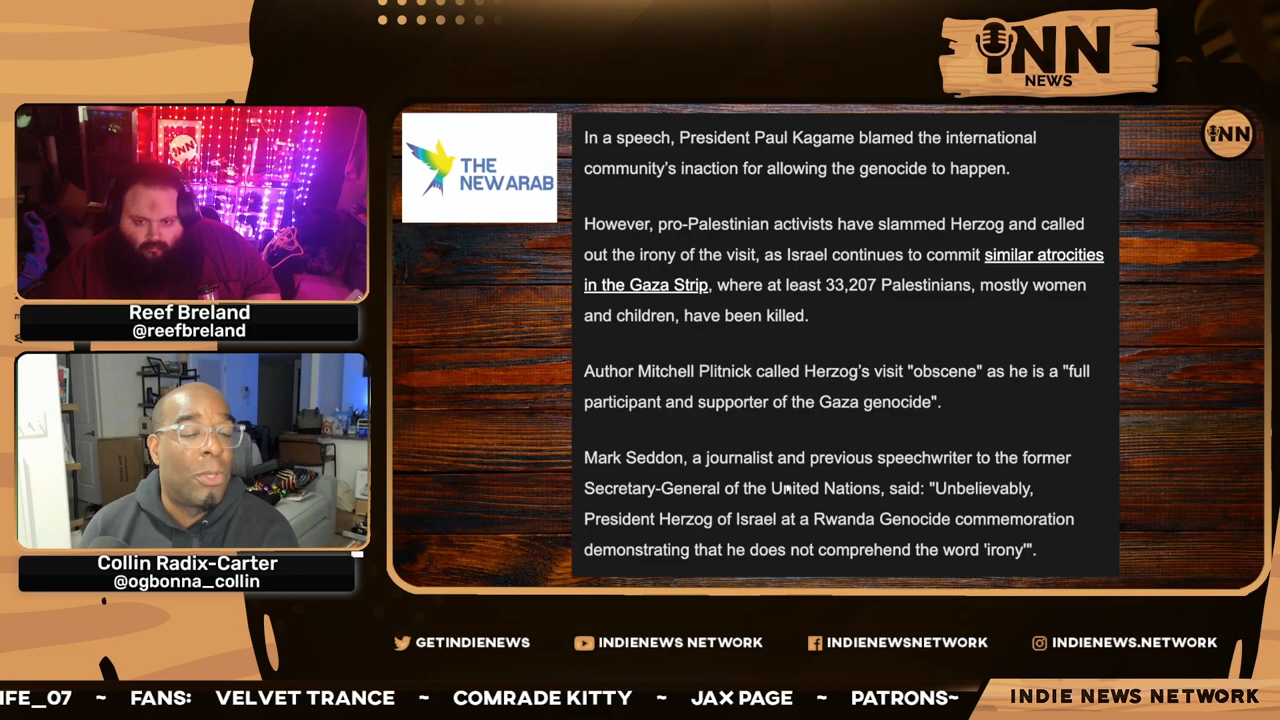 INN
NEWS
INN
THE
NEWARAB
In a speech, President Paul Kagame blamed the international
community's inaction for allowing the genocide to happen.
However, pro-Palestinian activists have slammed Herzog and called
out the irony of the visit, as Israel continues to commit similar atrocities
in the Gaza Strip, where at least 33,207 Palestinians, mostly women
and children, have been killed.
Author Mitchell Plitnick called Herzog's visit "obscene" as he is a "full
participant and supporter of the Gaza genocide".
Mark Seddon, a journalist and previous speechwriter to the former
Secretary-General of the United Nations, said: "Unbelievably,
President Herzog of Israel at a Rwanda Genocide commemoration
demonstrating that he does not comprehend the word 'irony'".
INN
Reef Breland
@reefbreland
Collin Radix-Carter
@ogbonna_collin
GETINDIENEWS
INDIENEWS NETWORK
INDIENEWSNETWORK
INDIENEWS.NETWORK
IFE_07 ~ FANS: VELVET TRANCE ~ COMRADE KITTY ~ JAX PAGE ~ PATRONS~
INDIE NEWS NETWORK